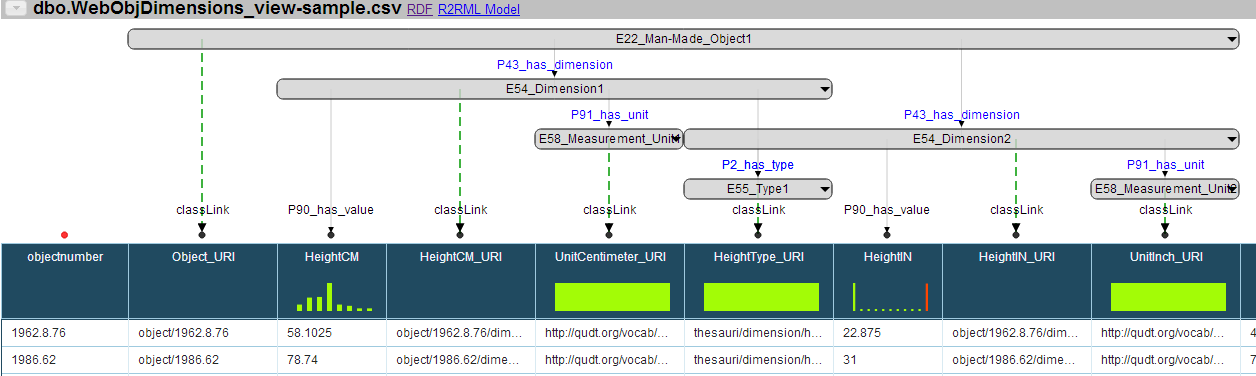 dbo.WebObjDimensions_view-sample.csv RDF R2RML Model
E22_Man-Made_Object1
P43_has_dimension
E54_Dimension1
P91_has_unit P43_has_dimension
E58_Measurement_Unit1 E54_Dimension2
P2_has_type P91_has_unit
E55_Type1 E58_Measurement_Unit2
classLink P90_has_value classLink classLink classLink P90_has_value classLink classLink
objectnumber Object_URI HeightCM HeightCM_URI UnitCentimeter_URI HeightType_URI HeightIN HeightIN_URI UnitInch_URI
1962.8.76 object/1962.8.76 58.1025 object/1962.8.76/dim... http://qudt.org/vocab/... thesauri/dimension/h... 22.875 object/1962.8.76/dim... http://qudt.org/vocab/... 4
1986.62 object/1986.62 78.74 object/1986.62/dime... http://qudt.org/vocab/... thesauri/dimension/h... 31 object/1986.62/dime... http://qudt.org/vocab/... 7